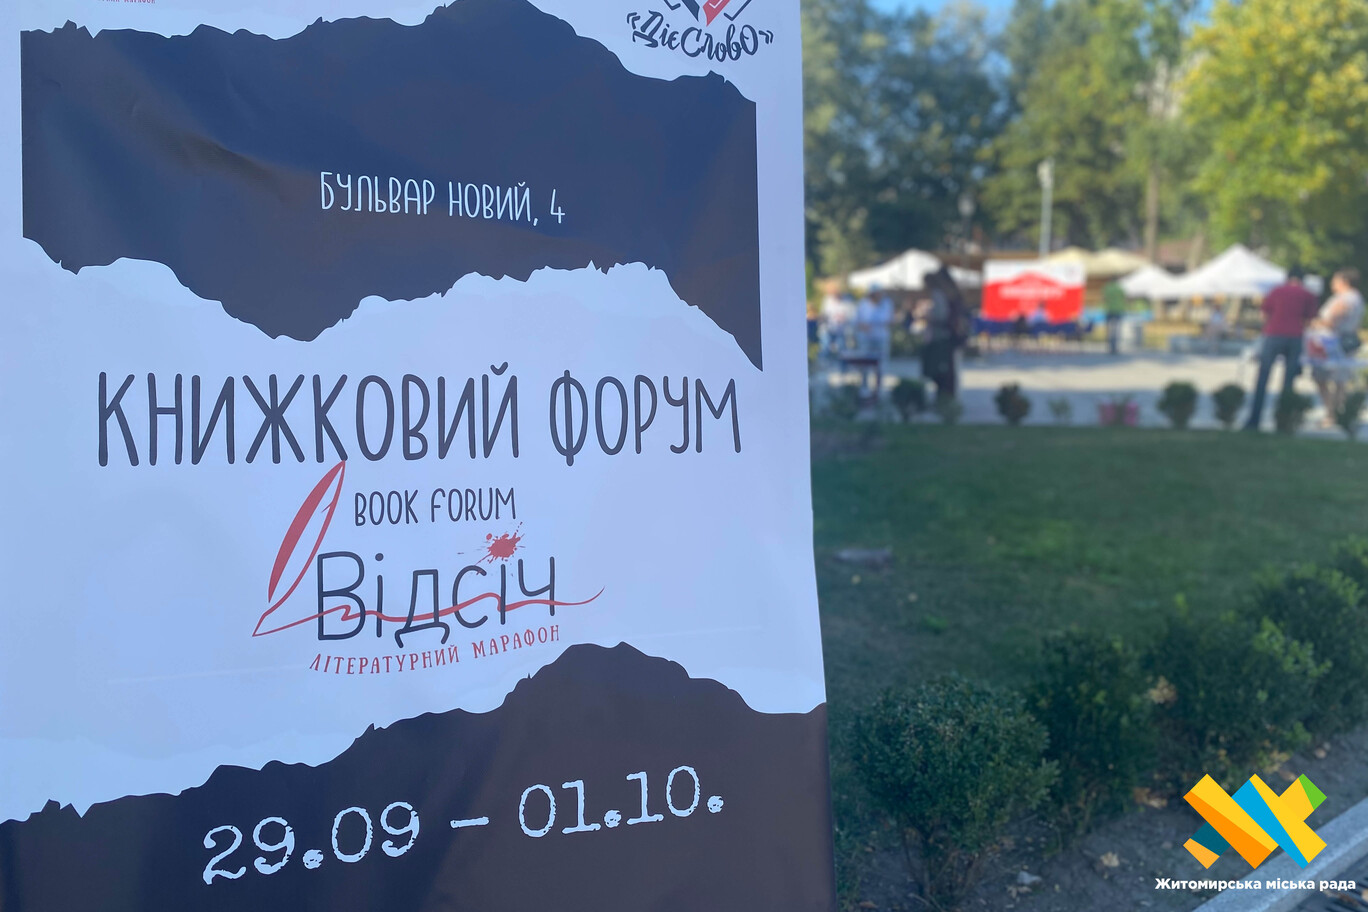 "ДієСловО"
БУЛЬВАР НОВИЙ, 4
КНИЖКОВИЙ ФОРУМ
BOOK FORUM
Відсіч
ЛІТЕРАТУРНИЙ МАРАФОН
29.09 – 01.10.
Житомирська міська рада